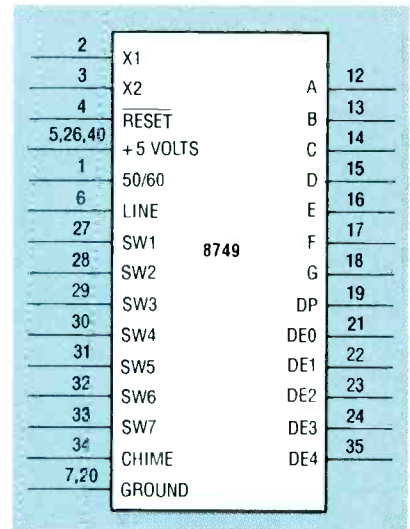 2 X1
3 X2
4 RESET
5,26,40 +5 VOLTS
1 50/60
6 LINE
27 SW1
28 SW2
29 SW3
30 SW4
31 SW5
32 SW6
33 SW7
34 CHIME
7,20 GROUND
8749
A 12
B 13
C 14
D 15
E 16
F 17
G 18
DP 19
DE0 21
DE1 22
DE2 23
DE3 24
DE4 35